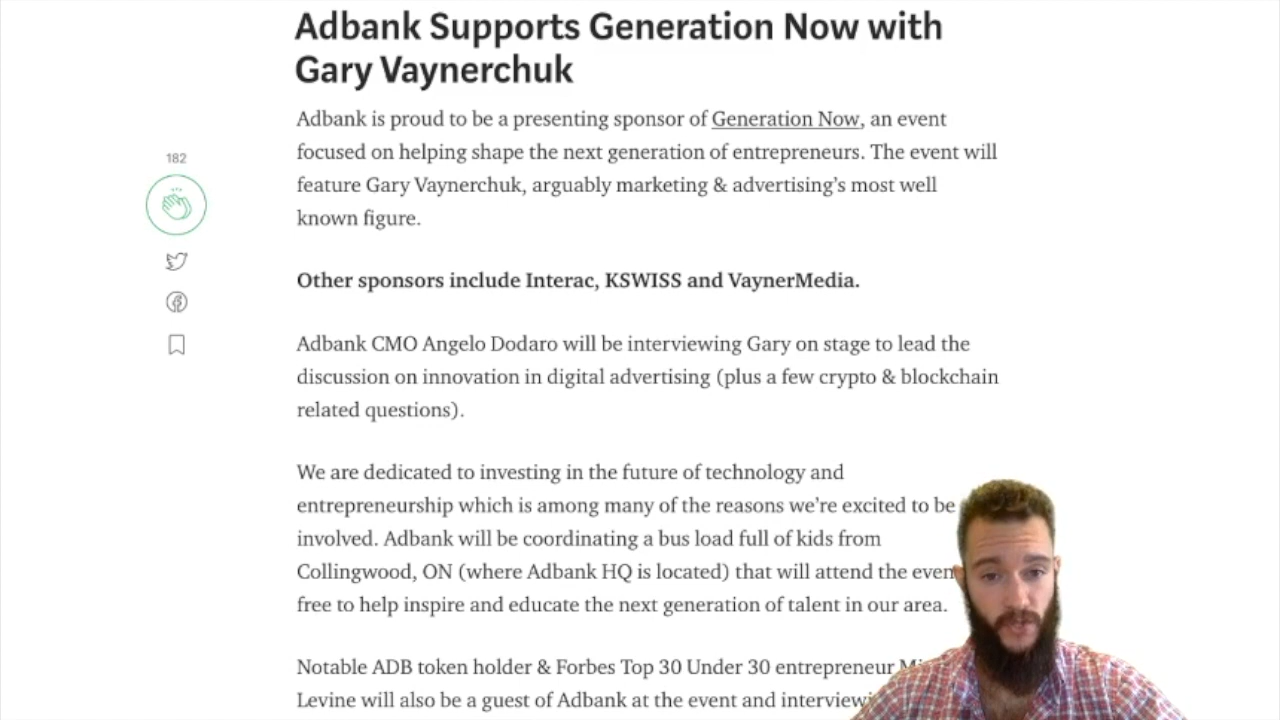 Adbank Supports Generation Now with
Gary Vaynerchuk
Adbank is proud to be a presenting sponsor of Generation Now, an event
focused on helping shape the next generation of entrepreneurs. The event will
feature Gary Vaynerchuk, arguably marketing & advertising’s most well
known figure.
182
Other sponsors include Interac, KSWISS and VaynerMedia.
Adbank CMO Angelo Dodaro will be interviewing Gary on stage to lead the
discussion on innovation in digital advertising (plus a few crypto & blockchain
related questions).
We are dedicated to investing in the future of technology and
entrepreneurship which is among many of the reasons we’re excited to be
involved. Adbank will be coordinating a bus load full of kids from
Collingwood, ON (where Adbank HQ is located) that will attend the
free to help inspire and educate the next generation of talent in our area.
Notable ADB token holder & Forbes Top 30 Under 30 entrepreneur
Levine will also be a guest of Adbank at the event and